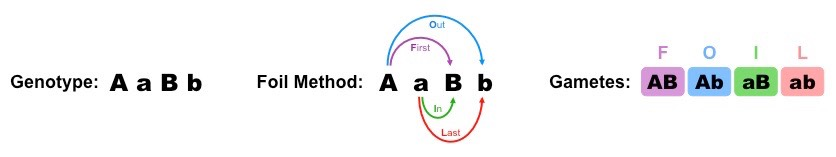 Genotype: A a B b
Foil Method: A a B b
Out
First
In
Last
Gametes: AB Ab aB ab
F O I L